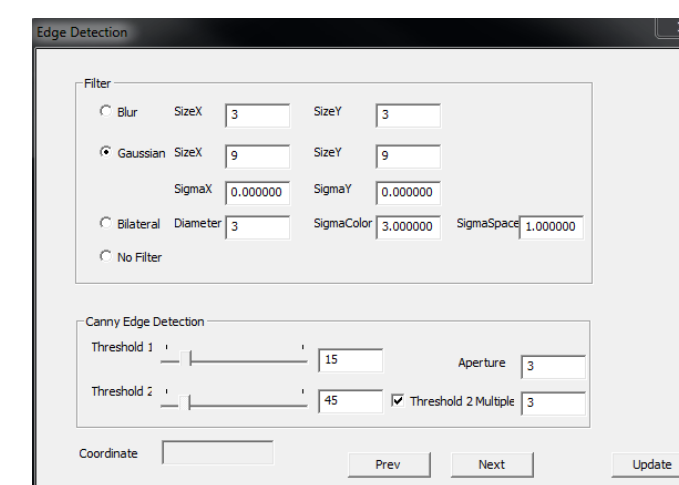 Edge Detection
Filter
Blur SizeX 3 SizeY 3
Gaussian SizeX 9 SizeY 9
SigmaX 0.000000 SigmaY 0.000000
Bilateral Diameter 3 SigmaColor 3.000000 SigmaSpace 1.000000
No Filter
Canny Edge Detection
Threshold 1 15 Aperture 3
Threshold 2 45 Threshold 2 Multiple 3
Coordinate
Prev Next Update